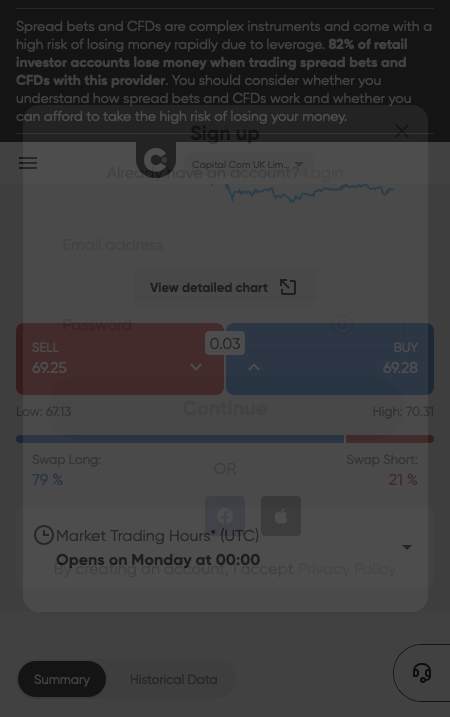 Spread bets and CFDs are complex instruments and come with a
high risk of losing money rapidly due to leverage. 82% of retail
investor accounts lose money when trading spread bets and
CFDs with this provider. You should consider whether you
understand how spread bets and CFDs work and whether you
can afford to take the high risk of losing your money.
Sign up
Capital Com UK Lim...
Already have an account? Login
Email address
View detailed chart
Password
0.03
SELL
BUY
69.25
69.28
Low: 67.13
High: 70.31
Continue
Swap Long:
Swap Short:
79 %
21 %
OR
Market Trading Hours* (UTC)
Opens on Monday at 00:00
By creating an account, I accept Privacy Policy
Summary
Historical Data